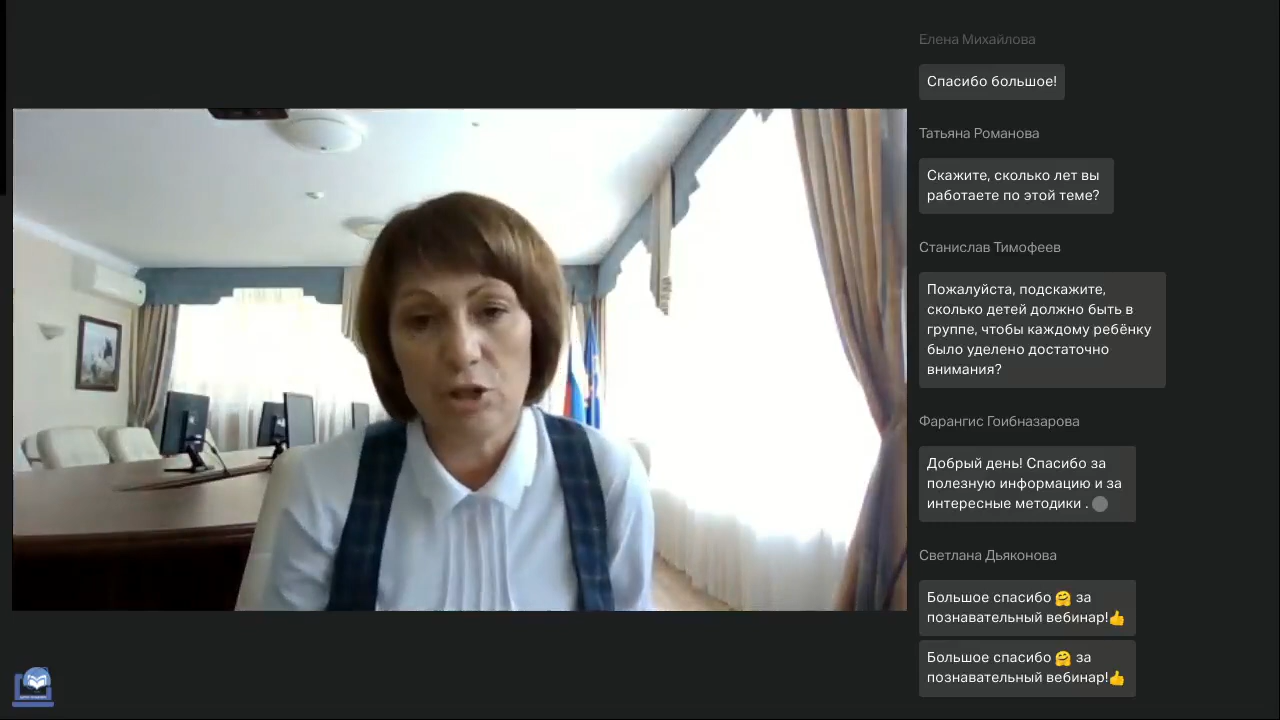 Елена Михайлова
Спасибо большое!
Татьяна Романова
Скажите, сколько лет вы
работаете по этой теме?
Станислав Тимофеев
Пожалуйста, подскажите,
сколько детей должно быть в
группе, чтобы каждому ребёнку
было уделено достаточно
внимания?
Фарангис Гоибназарова
Добрый день! Спасибо за
полезную информацию и за
интересные методики .
Светлана Дьяконова
Большое спасибо 🤗 за
познавательный вебинар!👍
Большое спасибо 🤗 за
познавательный вебинар!👍